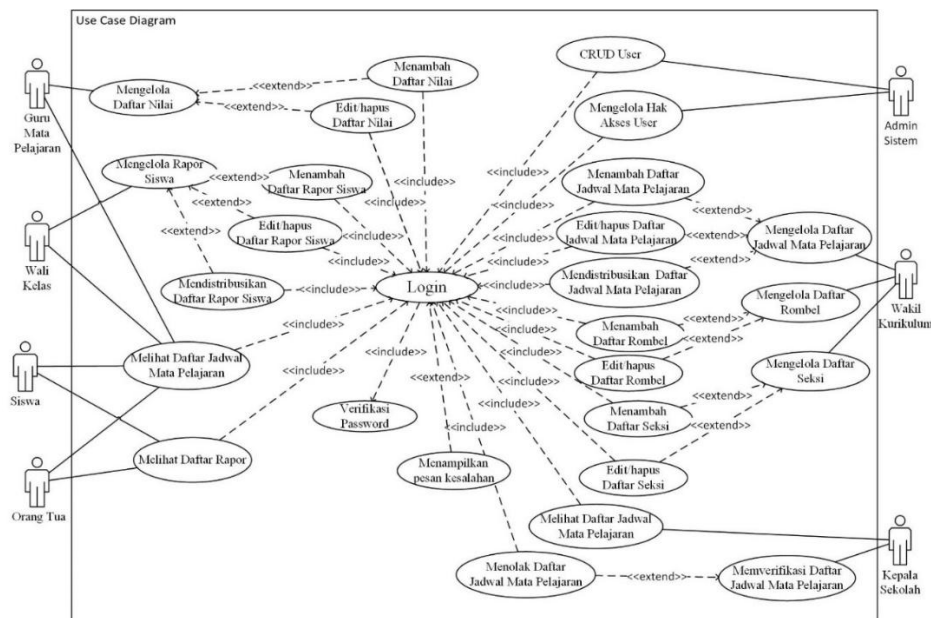 Use Case Diagram
Guru
Mata
Pelajaran
Mengelola
Daftar Nilai
<<extend>>
<<extend>>
Menambah
Daftar Nilai
Edit/hapus
Daftar Nilai
CRUD User
Mengelola Hak
Akses User
Admin
Sistem
Mengelola Rapor
Siswa
<<extend>>
<<extend>>
Menambah
Daftar Rapor Siswa
<<include>>
<<include>>
Edit/hapus
Daftar Rapor Siswa
<<include>>
Mendistribusikan
Daftar Rapor Siswa
<<include>>
Wali
Kelas
Login
<<include>>
<<include>>
<<include>>
Menambah Daftar
Jadwal Mata Pelajaran
<<extend>>
<<include>>
Edit/hapus Daftar
Jadwal Mata Pelajaran
<<extend>>
<<include>>
Mendistribusikan Daftar
Jadwal Mata Pelajaran
<<extend>>
Mengelola Daftar
Jadwal Mata Pelajaran
Wakil
Kurikulum
<<include>>
Menambah
Daftar Rombel
<<extend>>
<<include>>
Edit/hapus
Daftar Rombel
<<extend>>
Mengelola Daftar
Rombel
Mengelola Daftar
Seksi
<<include>>
Menambah
Daftar Seksi
<<extend>>
<<extend>>
<<include>>
Edit/hapus
Daftar Seksi
Siswa
Melihat Daftar Jadwal
Mata Pelajaran
<<include>>
<<include>>
Melihat Daftar Rapor
Orang Tua
<<include>>
Verifikasi
Password
<<extend>>
Menampilkan
pesan kesalahan
<<include>>
<<include>>
Melihat Daftar Jadwal
Mata Pelajaran
Menolak Daftar
Jadwal Mata Pelajaran
<<extend>>
Memverifikasi Daftar
Jadwal Mata Pelajaran
Kepala
Sekolah